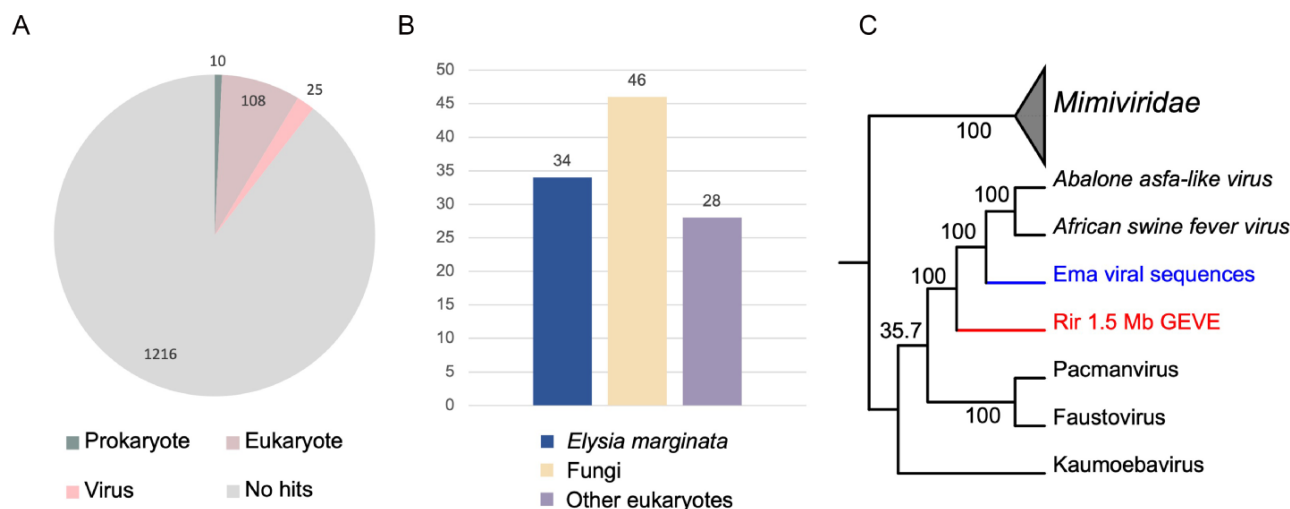 A
10
108
25
1216
Prokaryote
Eukaryote
Virus
No hits
B
50
45
40
35
30
25
20
15
10
5
0
34
46
28
Elysia marginata
Fungi
Other eukaryotes
C
Mimiviridae
100
Abalone asfa-like virus
100
African swine fever virus
100
Ema viral sequences
100
Rir 1.5 Mb GEVE
35.7
Pacmanvirus
100
Faustovirus
Kaumoebavirus